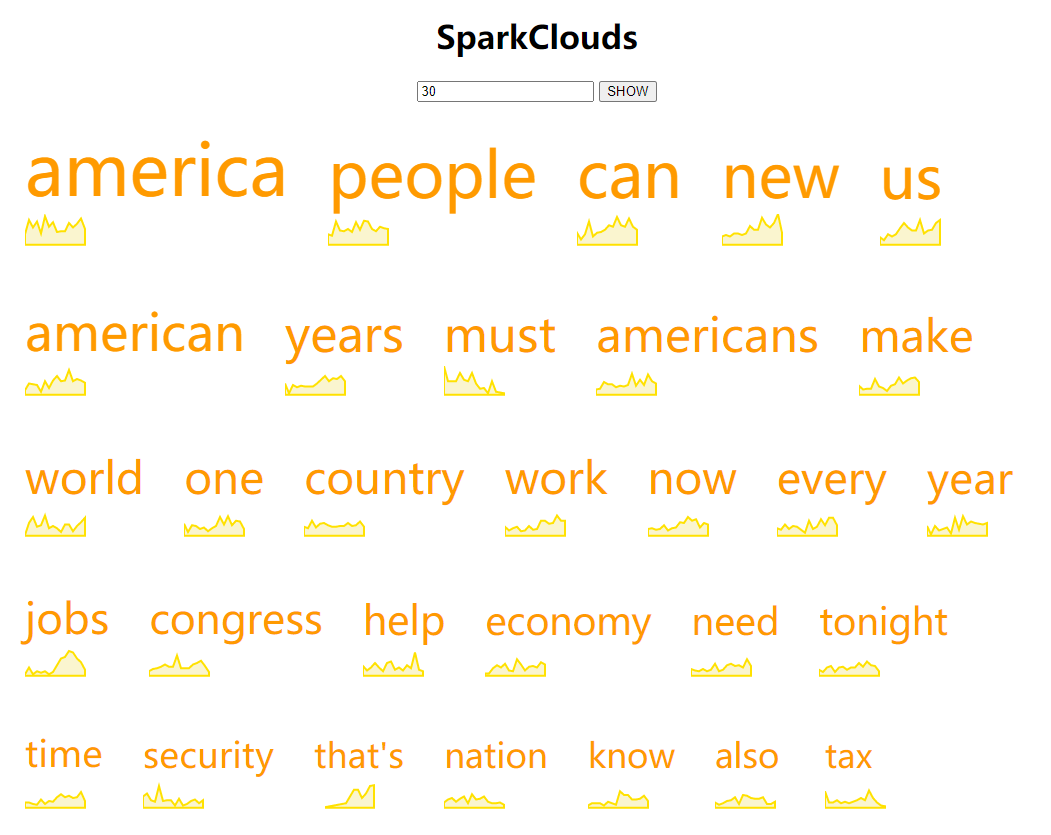 SparkClouds
30 SHOW
america people can new us
american years must americans make
world one country work now every year
jobs congress help economy need tonight
time security that's nation know also tax